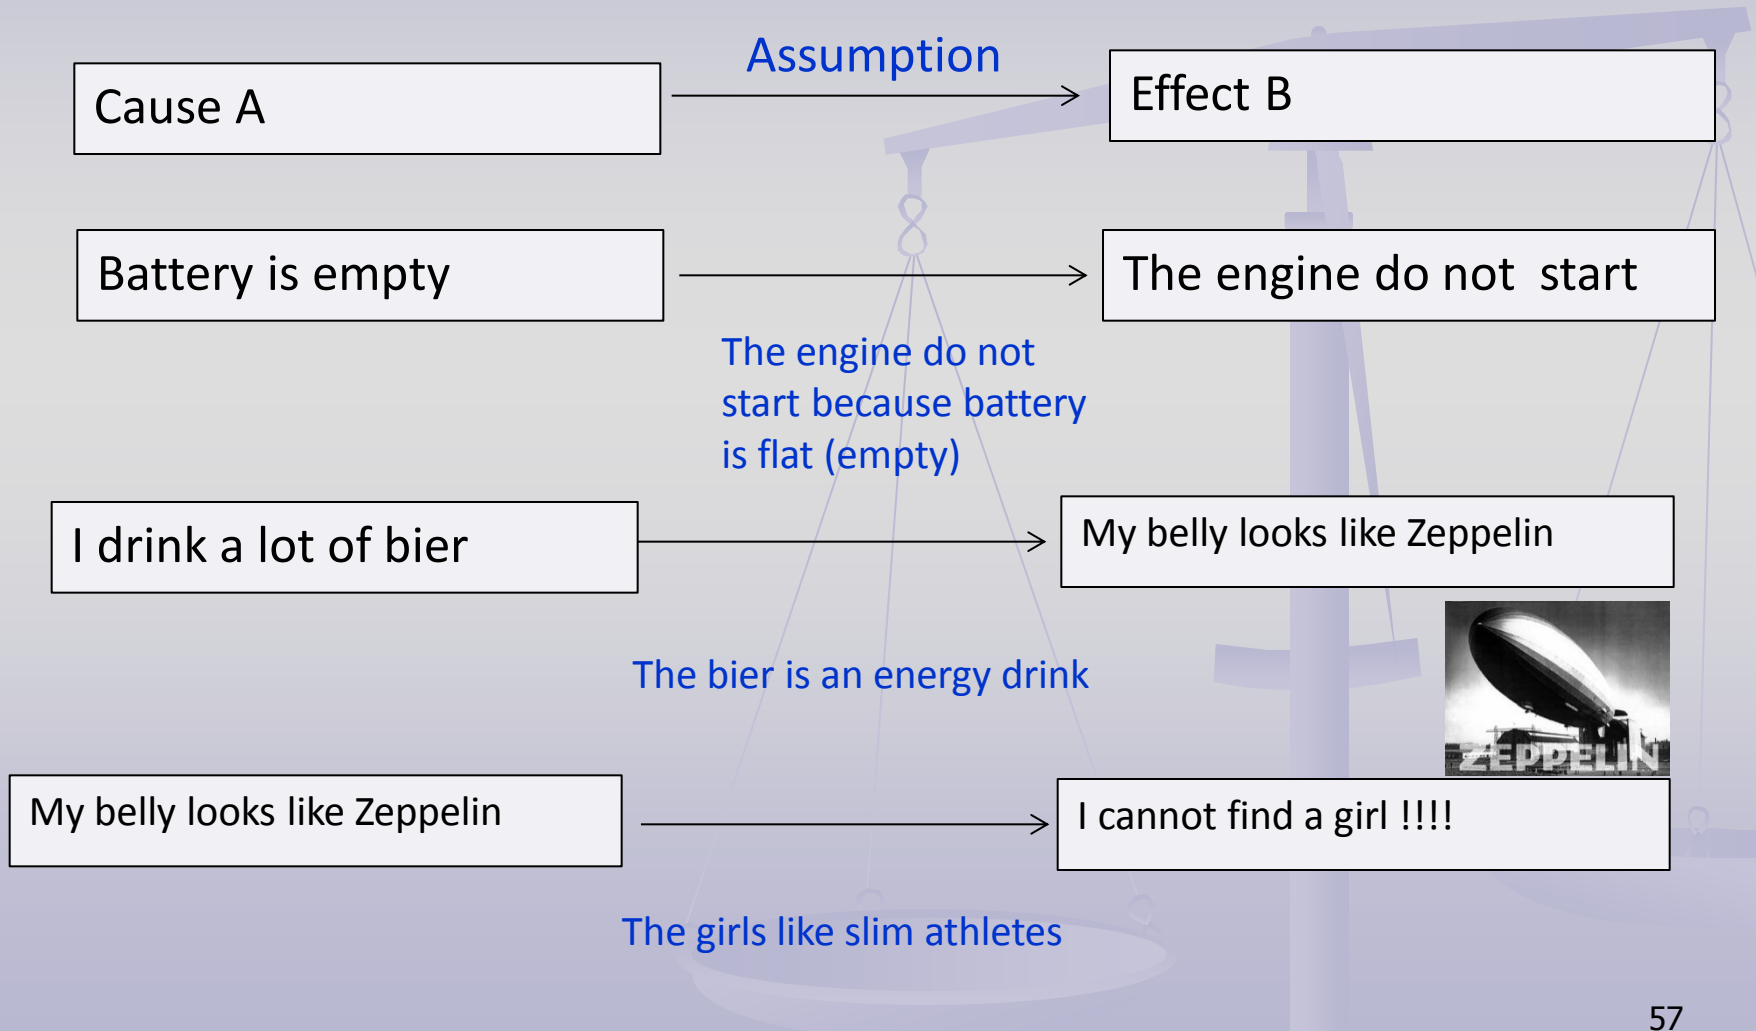 Assumption
Cause A
Effect B
Battery is empty
The engine do not start
The engine do not
start because battery
is flat (empty)
I drink a lot of bier
My belly looks like Zeppelin
The bier is an energy drink
ZEPPELIN
My belly looks like Zeppelin
I cannot find a girl !!!!
The girls like slim athletes
57